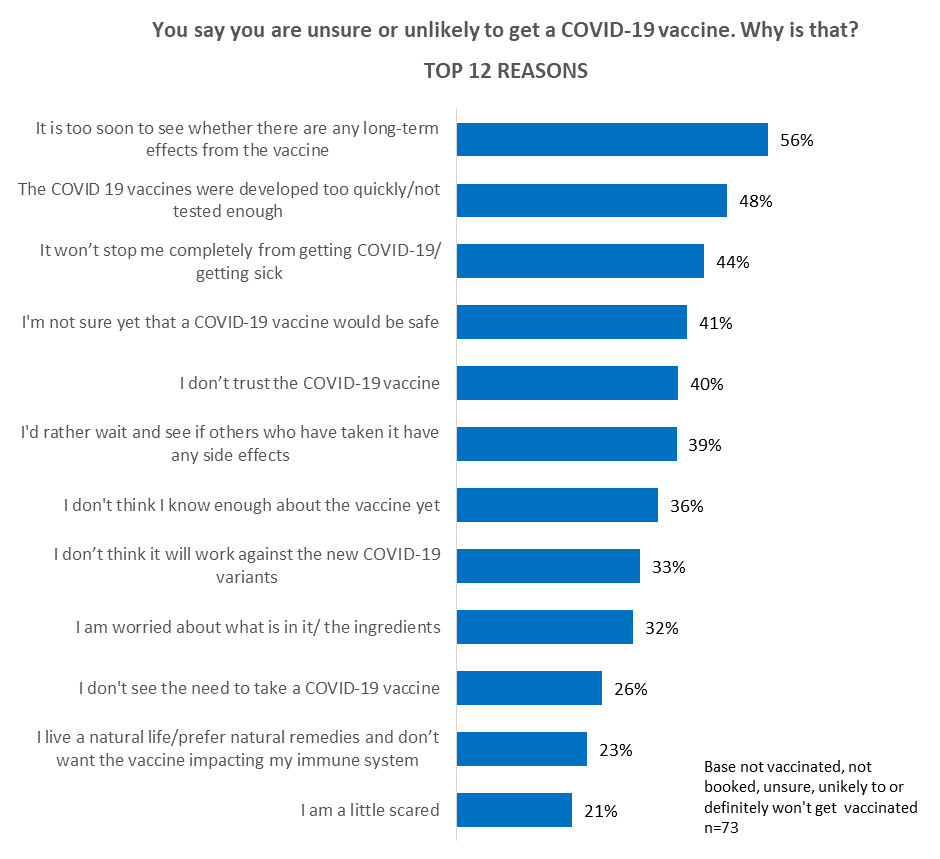 You say you are unsure or unlikely to get a COVID-19 vaccine. Why is that?
TOP 12 REASONS
It is too soon to see whether there are any long-term
effects from the vaccine
56%
The COVID 19 vaccines were developed too quickly/not
tested enough
48%
It won’t stop me completely from getting COVID-19/
getting sick
44%
I'm not sure yet that a COVID-19 vaccine would be safe
41%
I don’t trust the COVID-19 vaccine
40%
I'd rather wait and see if others who have taken it have
any side effects
39%
I don't think I know enough about the vaccine yet
36%
I don’t think it will work against the new COVID-19
variants
33%
I am worried about what is in it/ the ingredients
32%
I don't see the need to take a COVID-19 vaccine
26%
I live a natural life/prefer natural remedies and don’t
want the vaccine impacting my immune system
23%
I am a little scared
21%
Base not vaccinated, not
booked, unsure, unikely to or
definitely won't get vaccinated
n=73